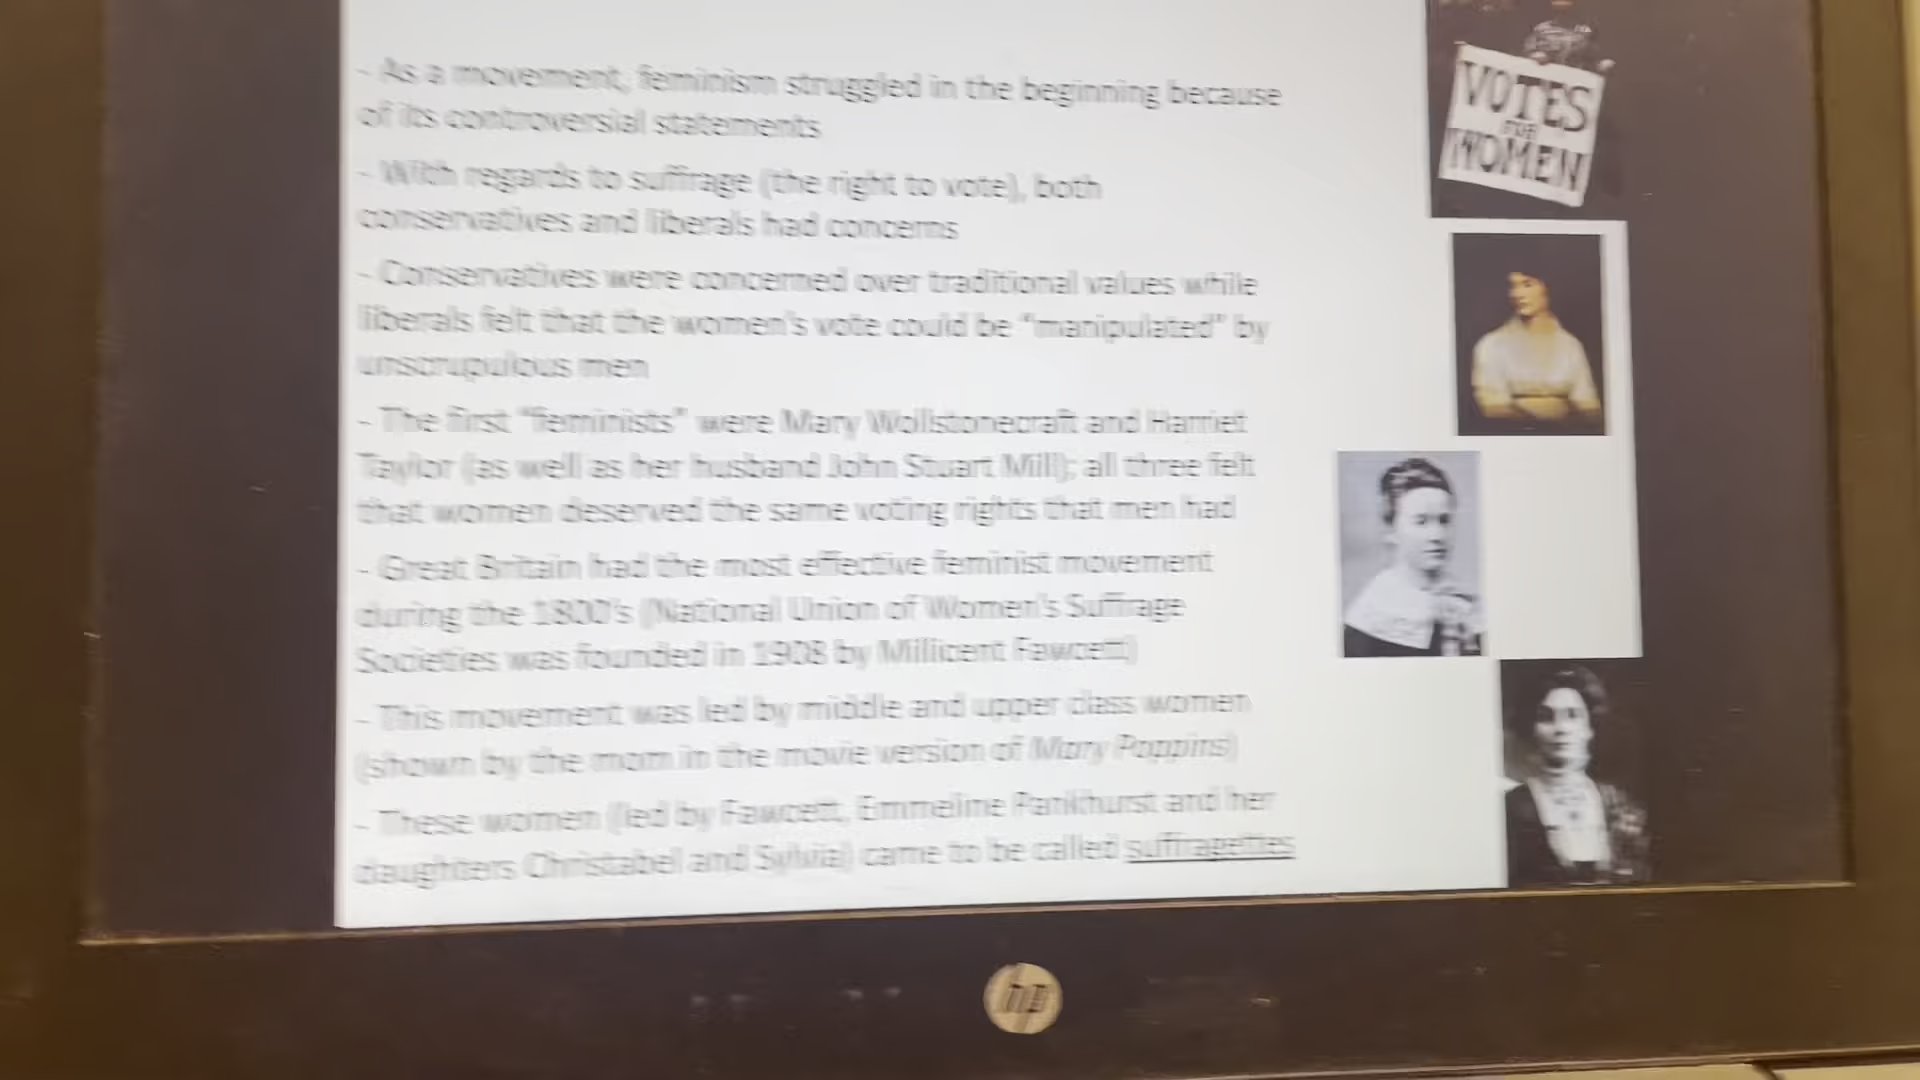 - As a movement, feminism struggled in the beginning because
of its controversial statements
- With regards to suffrage (the right to vote), both
conservatives and liberals had concerns
- Conservatives were concerned over traditional values while
liberals felt that the women's vote could be "manipulated" by
unscrupulous men
- The first "feminists" were Mary Wollstonecraft and Harriet
Taylor (as well as her husband John Stuart Mill); all three felt
that women deserved the same voting rights that men had
- Great Britain had the most effective feminist movement
during the 1800's (National Union of Women's Suffrage
Societies was founded in 1908 by Millicent Fawcett)
- This movement was led by middle and upper class women
(shown by the mom in the movie version of Mary Poppins)
- These women (led by Fawcett, Emmeline Pankhurst and her
daughters Christabel and Sylvia) came to be called suffragettes
VOTES
FOR
WOMEN
hp